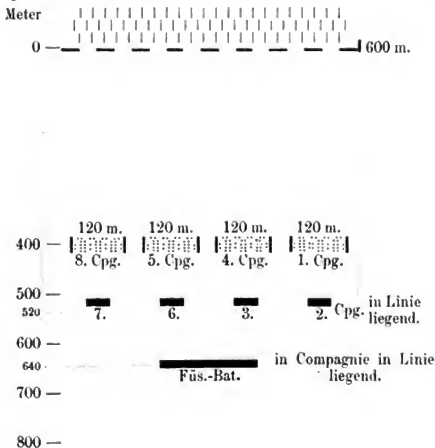 Meter
0 — 600 m.
120 m. 120 m. 120 m. 120 m.
400 —
8. Cpg. 5. Cpg. 4. Cpg. 1. Cpg.
500 —
520 7. 6. 3. 2. Cpg. in Linie
liegend.
600 —
640 in Compagnie in Linie
Füs.-Bat. liegend.
700 —
800 —